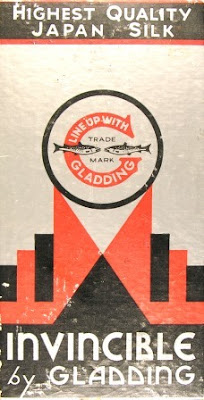 HIGHEST QUALITY
JAPAN SILK
LINE UP WITH
TRADE
MARK
GLADDING
INVINCIBLE
by GLADDING